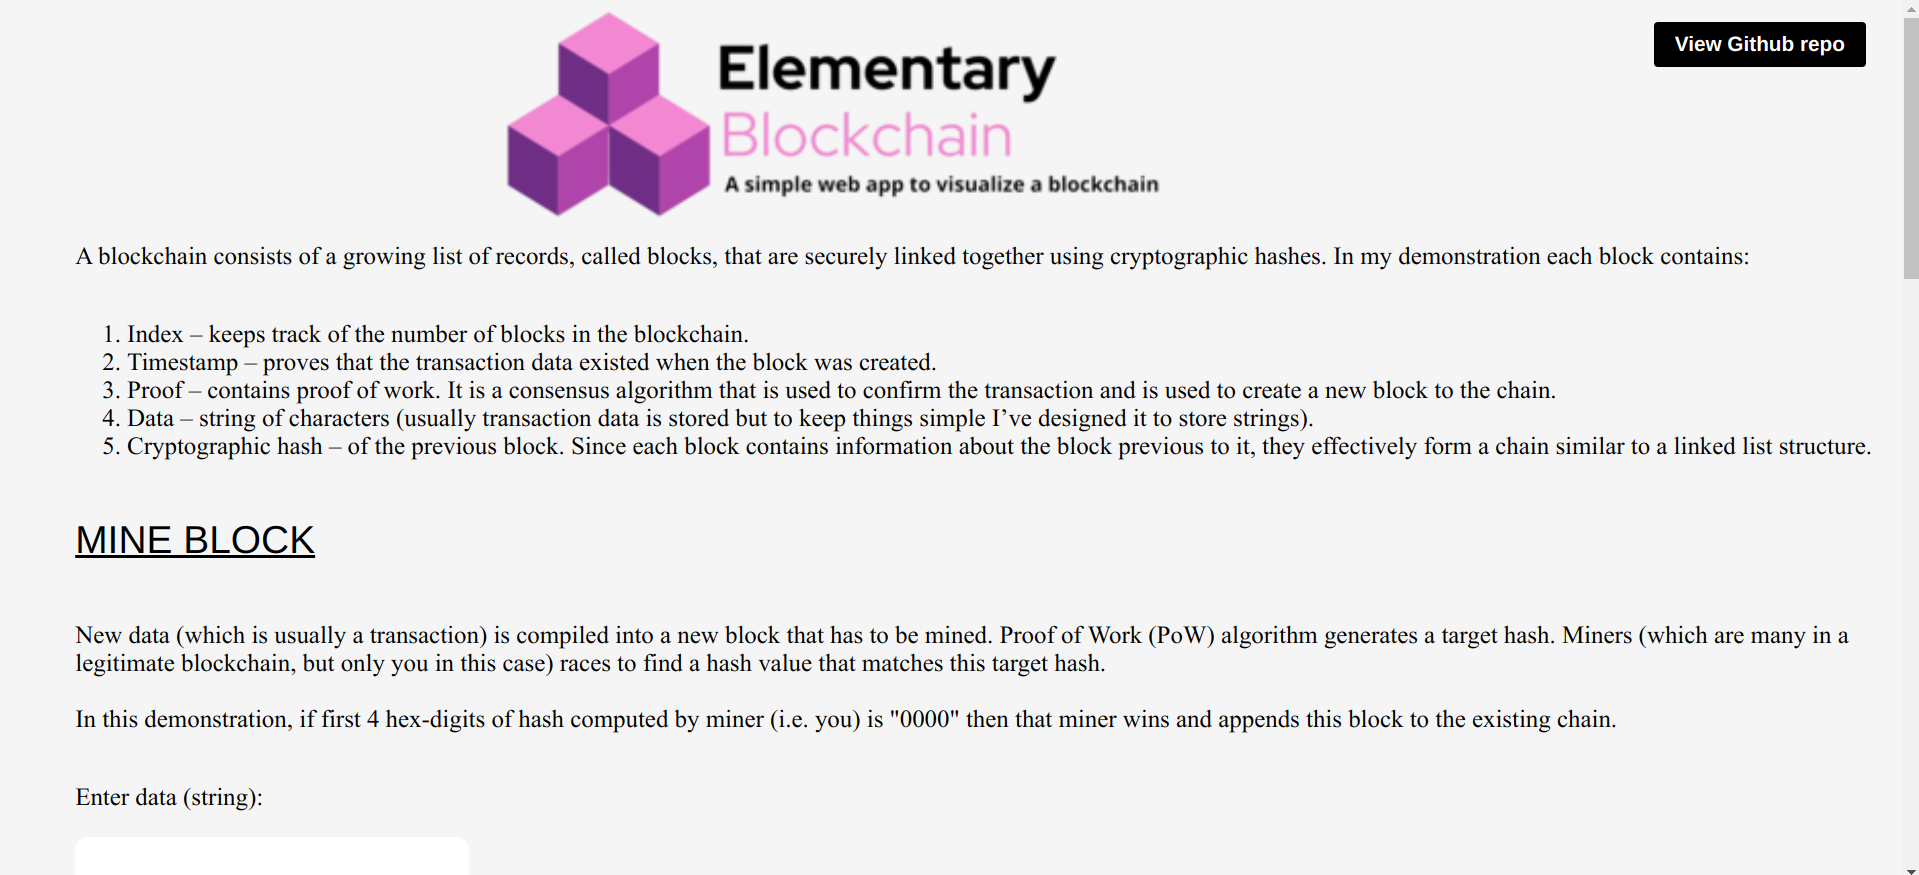 Elementary
Blockchain
A simple web app to visualize a blockchain
View Github repo
A blockchain consists of a growing list of records, called blocks, that are securely linked together using cryptographic hashes. In my demonstration each block contains:
1. Index – keeps track of the number of blocks in the blockchain.
2. Timestamp – proves that the transaction data existed when the block was created.
3. Proof – contains proof of work. It is a consensus algorithm that is used to confirm the transaction and is used to create a new block to the chain.
4. Data – string of characters (usually transaction data is stored but to keep things simple I’ve designed it to store strings).
5. Cryptographic hash – of the previous block. Since each block contains information about the block previous to it, they effectively form a chain similar to a linked list structure.
MINE BLOCK
New data (which is usually a transaction) is compiled into a new block that has to be mined. Proof of Work (PoW) algorithm generates a target hash. Miners (which are many in a
legitimate blockchain, but only you in this case) races to find a hash value that matches this target hash.
In this demonstration, if first 4 hex-digits of hash computed by miner (i.e. you) is "0000" then that miner wins and appends this block to the existing chain.
Enter data (string):